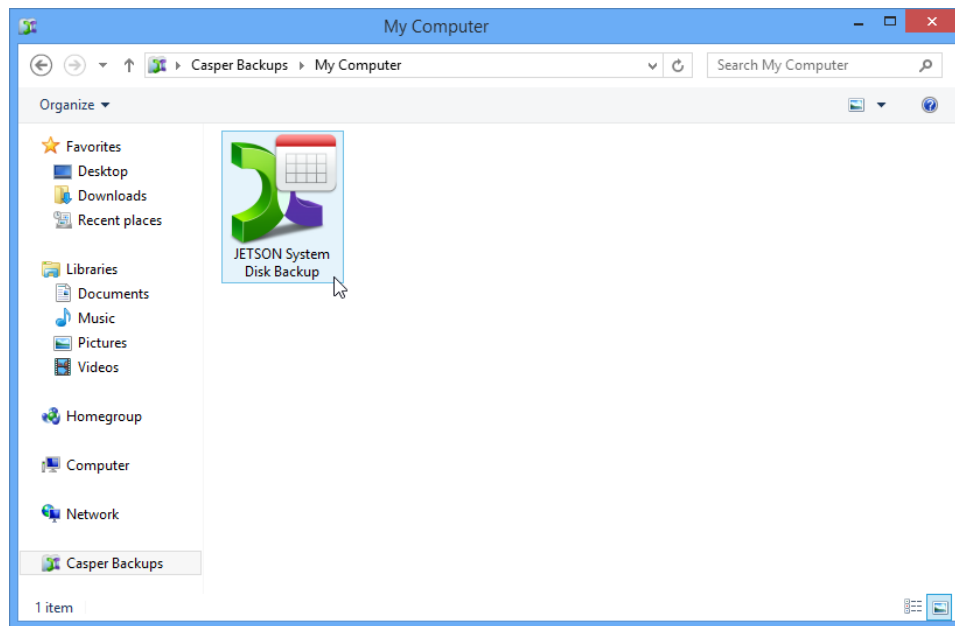 My Computer
Casper Backups My Computer
Search My Computer
Organize
Favorites
Desktop
Downloads
Recent places
Libraries
Documents
Music
Pictures
Videos
Homegroup
Computer
Network
Casper Backups
JETSON System
Disk Backup
1 item